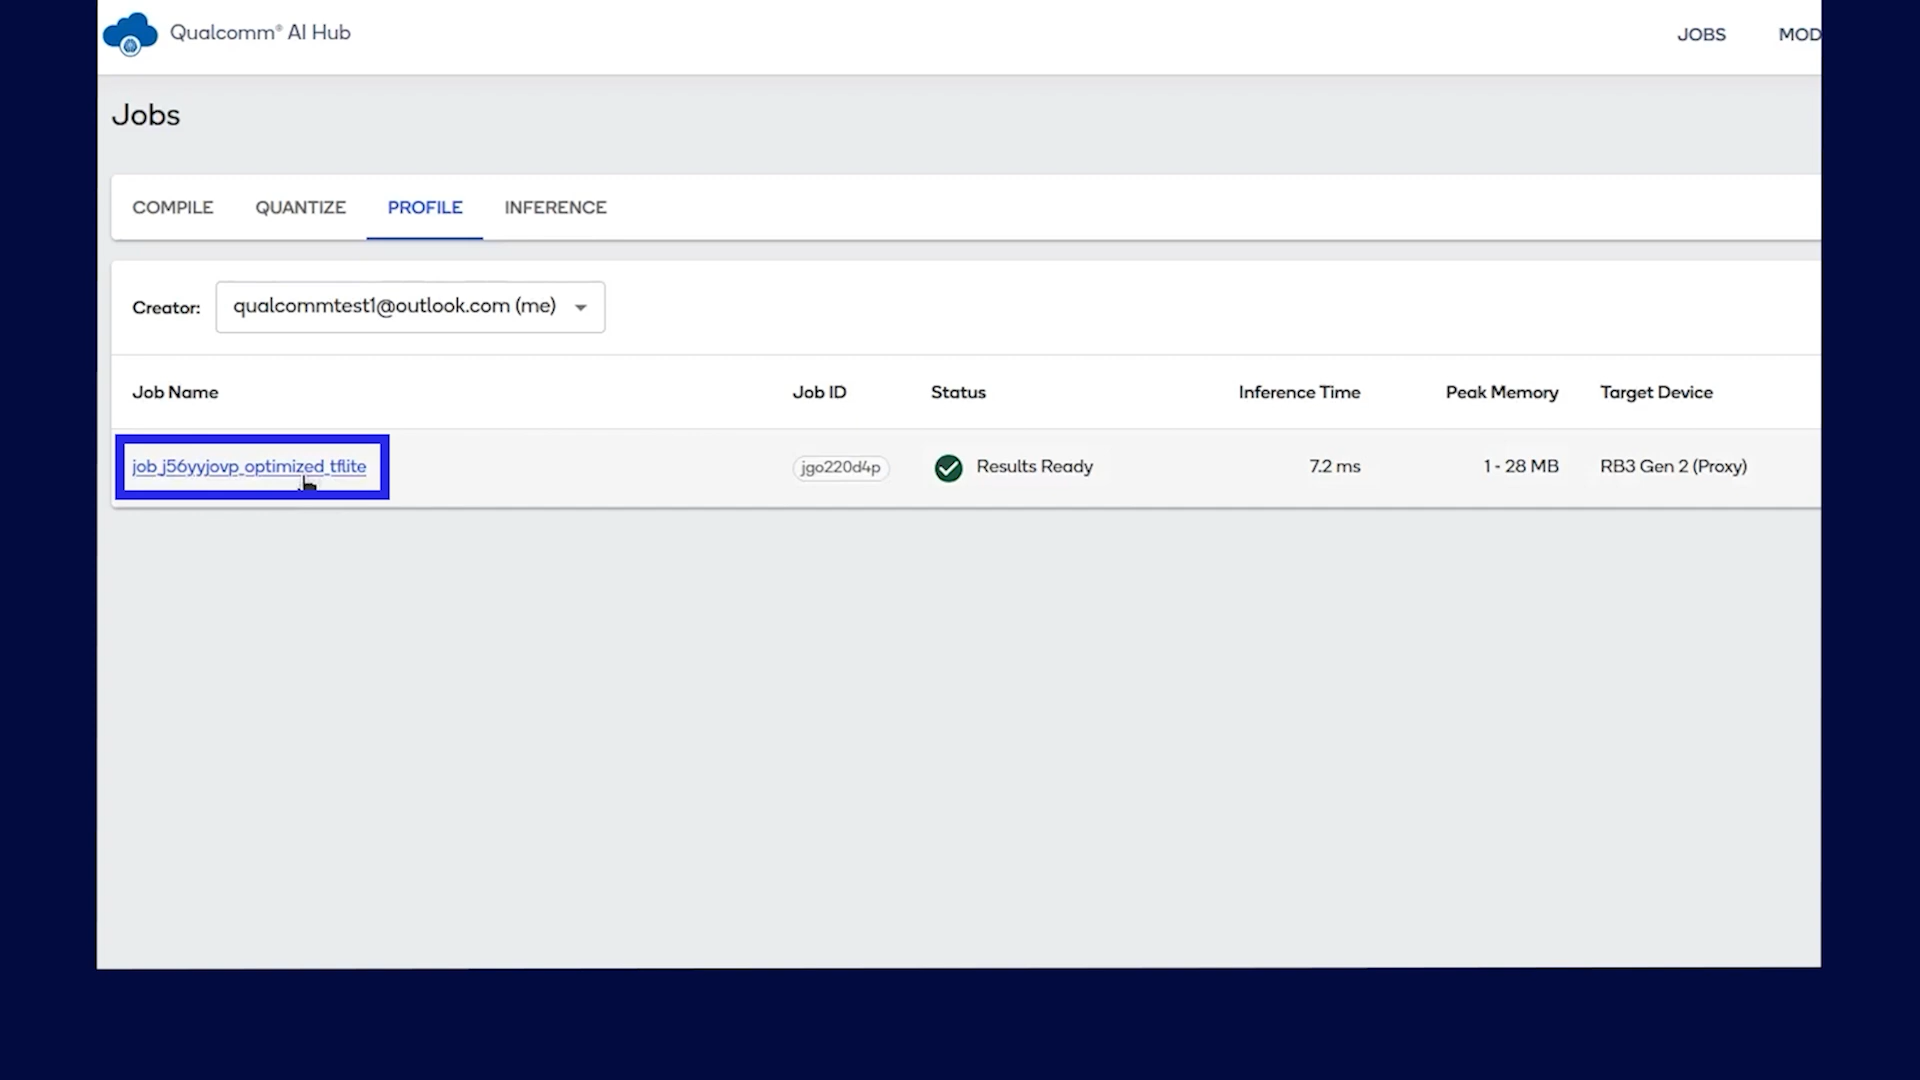 Qualcomm® AI Hub
JOBS
MOD
Jobs
COMPILE
QUANTIZE
PROFILE
INFERENCE
Creator:
qualcommtest1@outlook.com (me)
Job Name
Job ID
Status
Inference Time
Peak Memory
Target Device
job_j56yyjovp_optimized_tflite
jgo220d4p
Results Ready
7.2 ms
1 - 28 MB
RB3 Gen 2 (Proxy)